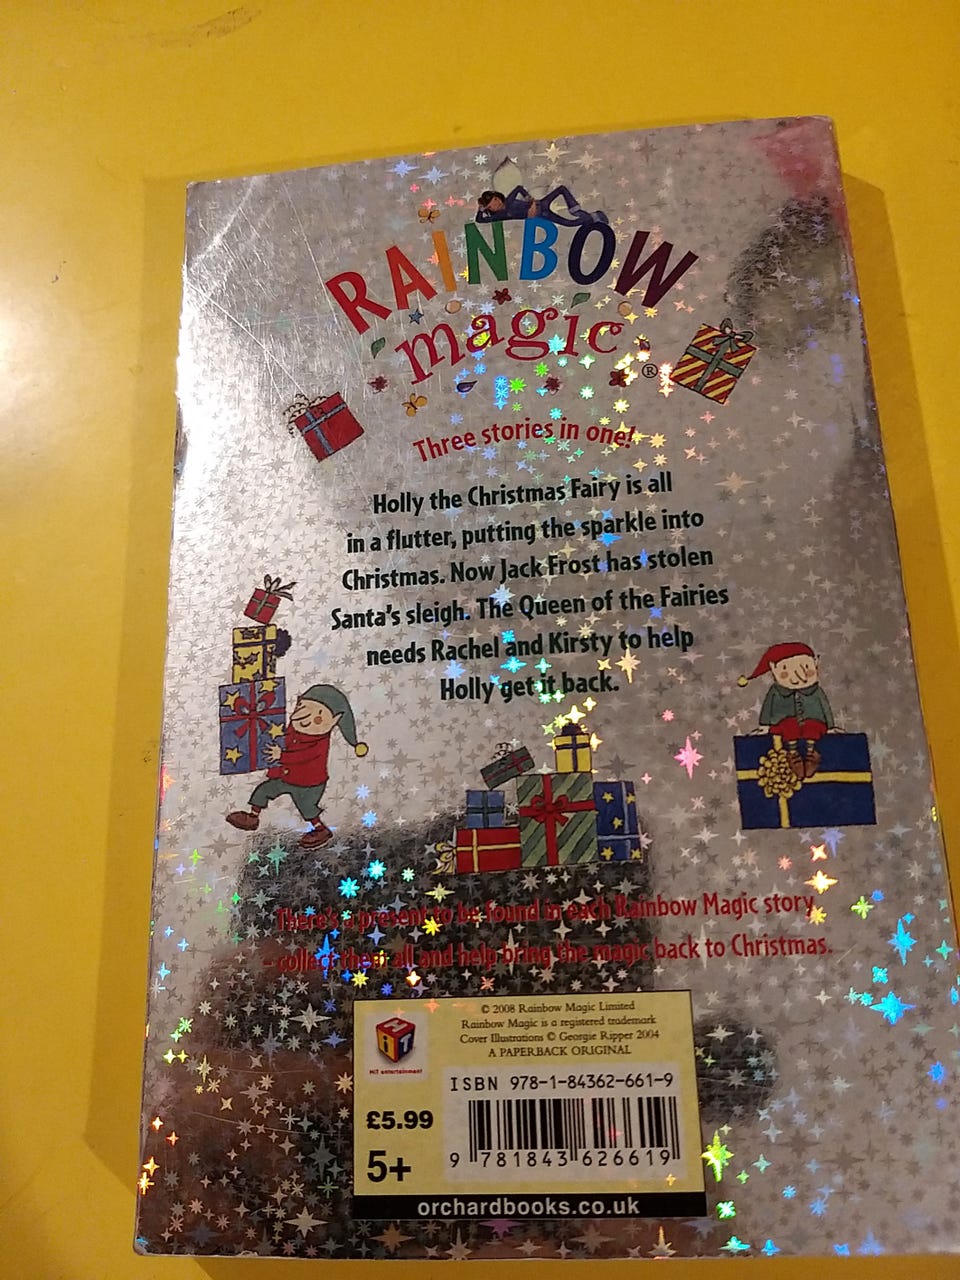 RAINBOW
magic®
Three stories in one!
Holly the Christmas Fairy is all
in a flutter, putting the sparkle into
Christmas. Now Jack Frost has stolen
Santa's sleigh. The Queen of the Fairies
needs Rachel and Kirsty to help
Holly get it back.
There's a present to be found in each Rainbow Magic story
– collect them all and help bring the magic back to Christmas.
© 2008 Rainbow Magic Limited
Rainbow Magic is a registered trademark
Cover Illustrations © Georgie Ripper 2004
A PAPERBACK ORIGINAL
HiT
HiT entertainment
ISBN 978-1-84362-661-9
£5.99
5+
9 781843 626619
orchardbooks.co.uk